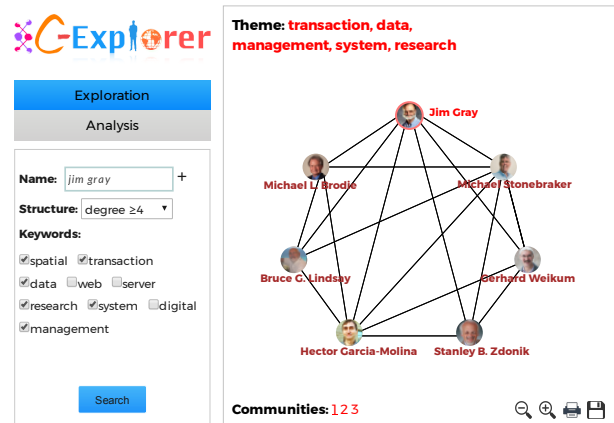 C-Explorer
Exploration
Analysis
Name: jim gray +
Structure: degree ≥4
Keywords:
spatial transaction
data web server
research system digital
management
Search
Theme: transaction, data,
management, system, research
Jim Gray
Michael L. Brodie
Michael Stonebraker
Bruce G. Lindsay
Gerhard Weikum
Hector Garcia-Molina
Stanley B. Zdonik
Communities: 1 2 3